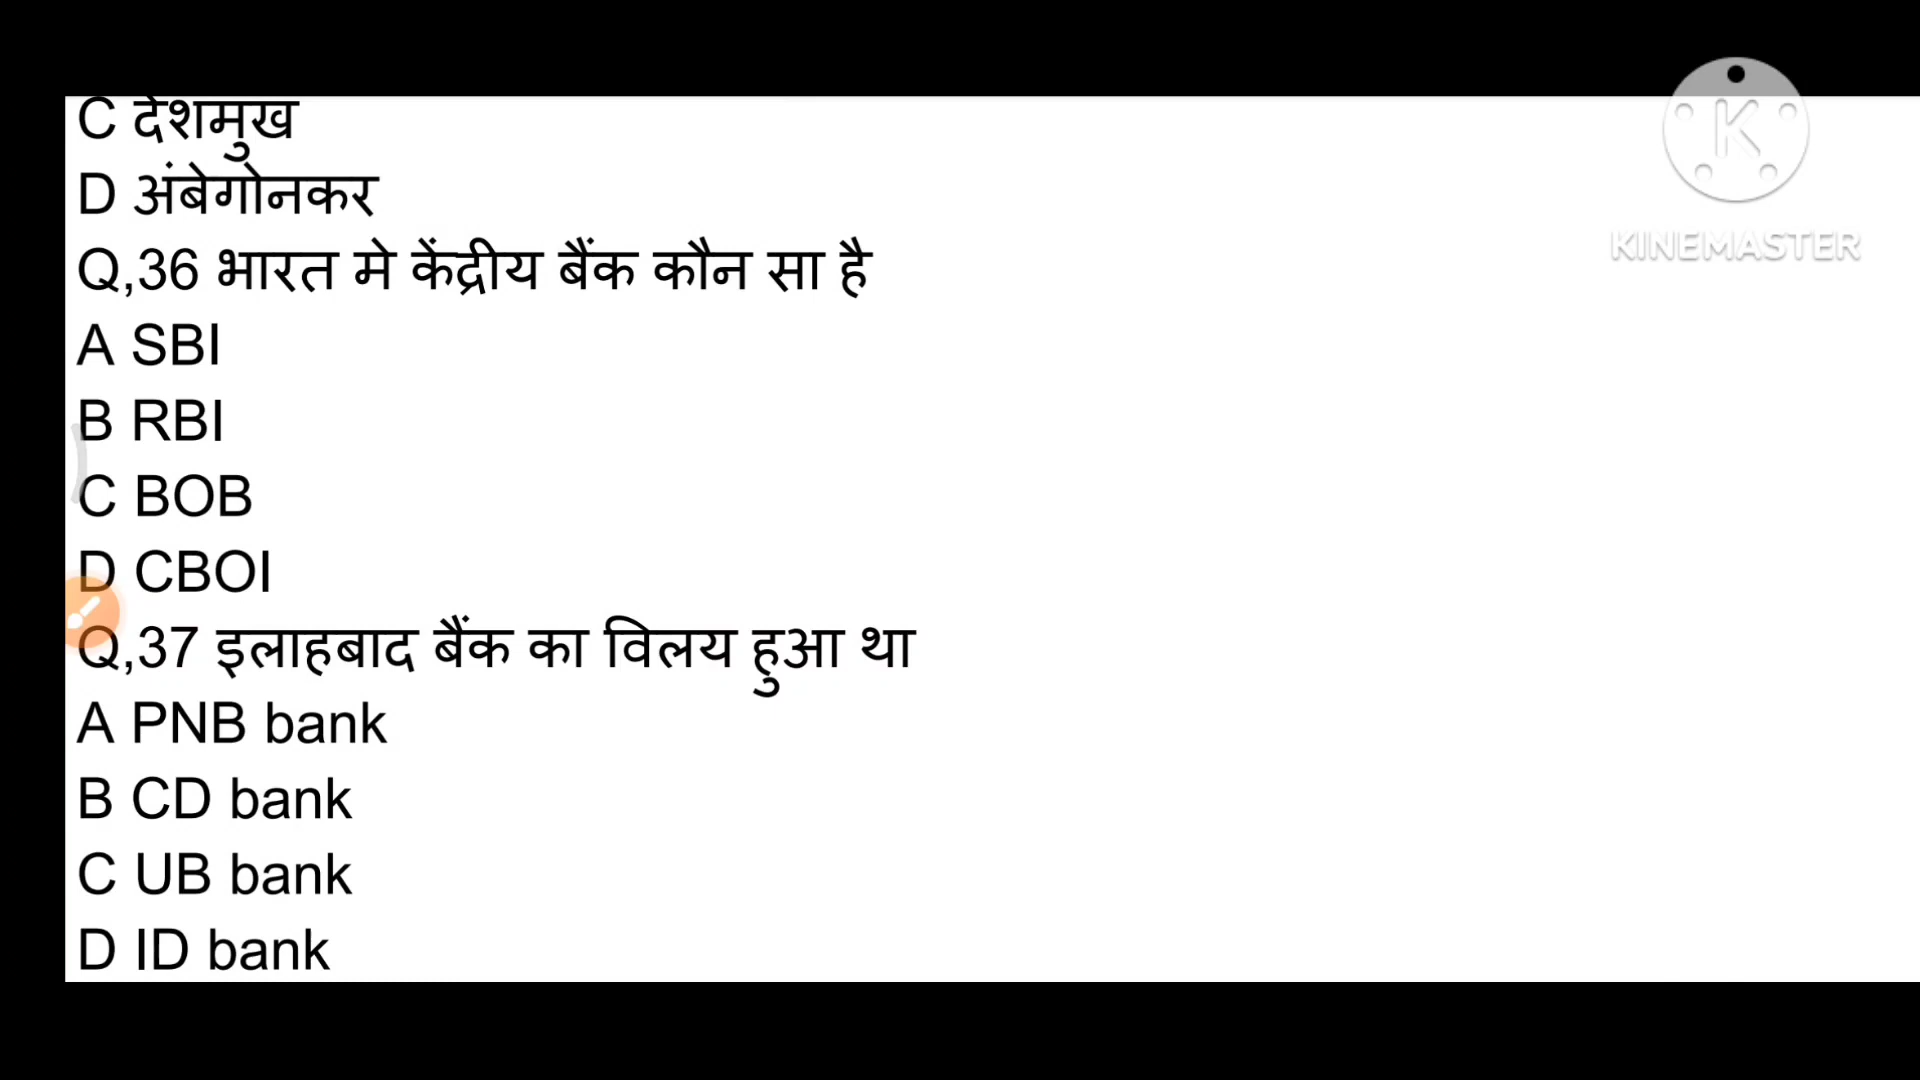 C देशमुख
D अंबेगोनकर
Q,36 भारत मे केंद्रीय बैंक कौन सा है
A SBI
B RBI
C BOB
D CBOI
Q,37 इलाहबाद बैंक का विलय हुआ था
A PNB bank
B CD bank
C UB bank
D ID bank
K
KINEMASTER